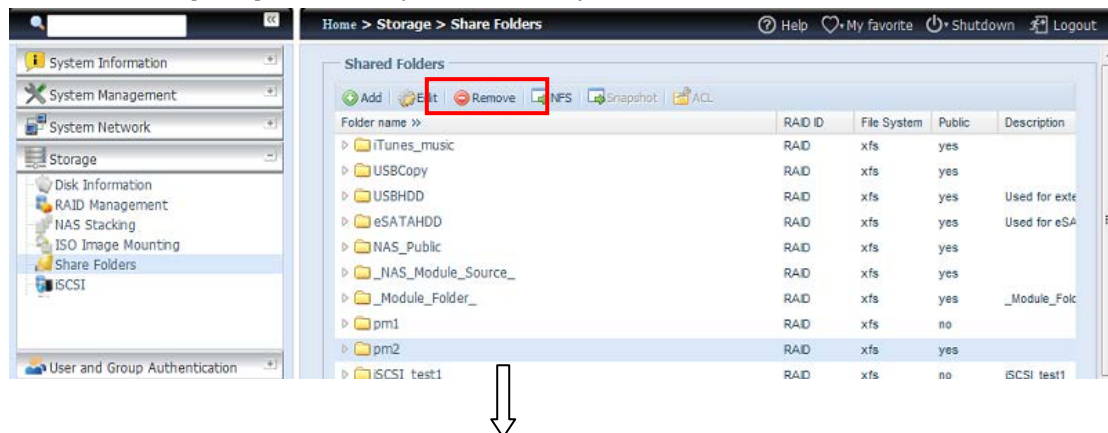 Home > Storage > Share Folders
Help My favorite Shutdown Logout
System Information
System Management
System Network
Storage
Disk Information
RAID Management
NAS Stacking
ISO Image Mounting
Share Folders
iSCSI
User and Group Authentication
Shared Folders
Add Edit Remove NFS Snapshot ACL
Folder name » RAID ID File System Public Description
iTunes_music RAID xfs yes
USBCopy RAID xfs yes
USBHDD RAID xfs yes Used for exte
eSATAHDD RAID xfs yes Used for eSA
NAS_Public RAID xfs yes
_NAS_Module_Source_ RAID xfs yes
_Module_Folder_ RAID xfs yes _Module_Folc
pm1 RAID xfs no
pm2 RAID xfs yes
iSCSI_test1 RAID xfs no iSCSI_test1